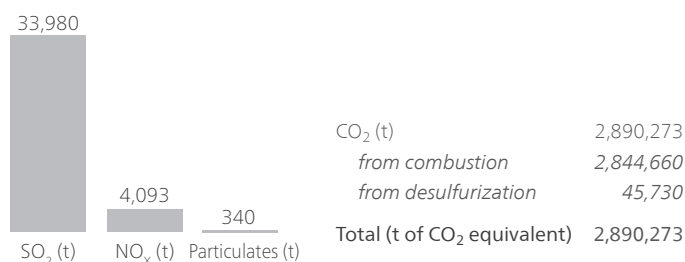 33,980
4,093
340
SO₂ (t) NOₓ (t) Particulates (t)
CO₂ (t) 2,890,273
from combustion 2,844,660
from desulfurization 45,730
Total (t of CO₂ equivalent) 2,890,273